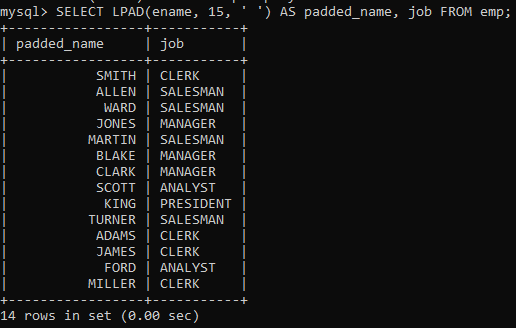 mysql> SELECT LPAD(ename, 15, ' ') AS padded_name, job FROM emp;
+-----------------+-----------+
| padded_name     | job       |
+-----------------+-----------+
|           SMITH | CLERK     |
|           ALLEN | SALESMAN  |
|            WARD | SALESMAN  |
|           JONES | MANAGER   |
|          MARTIN | SALESMAN  |
|           BLAKE | MANAGER   |
|           CLARK | MANAGER   |
|           SCOTT | ANALYST   |
|            KING | PRESIDENT |
|          TURNER | SALESMAN  |
|           ADAMS | CLERK     |
|           JAMES | CLERK     |
|            FORD | ANALYST   |
|          MILLER | CLERK     |
+-----------------+-----------+
14 rows in set (0.00 sec)